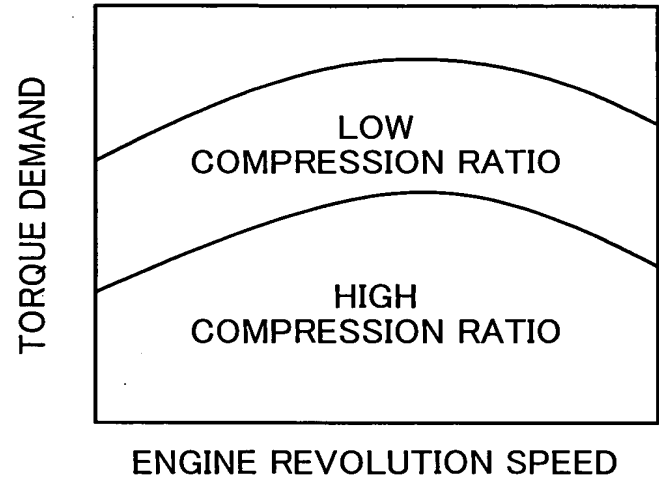 TORQUE DEMAND
LOW
COMPRESSION RATIO
HIGH
COMPRESSION RATIO
ENGINE REVOLUTION SPEED